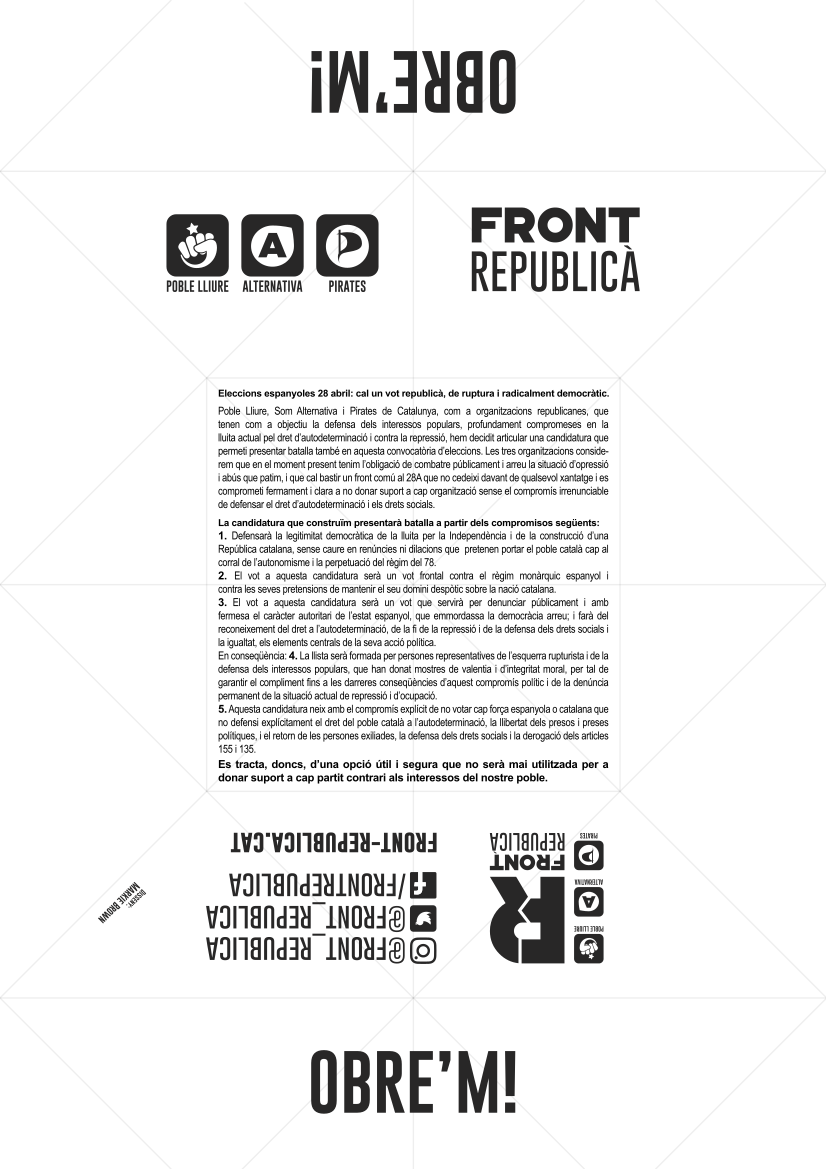 OBRE'M!
POBLE LLIURE
A
ALTERNATIVA
PIRATES
FRONT
REPUBLICÀ
Eleccions espanyoles 28 abril: cal un vot republicà, de ruptura i radicalment democràtic.
Poble Lliure, Som Alternativa i Pirates de Catalunya, com a organitzacions republicanes, que
tenen com a objectiu la defensa dels interessos populars, profundament compromeses en la
lluita actual pel dret d'autodeterminació i contra la repressió, hem decidit articular una candidatura que
permeti presentar batalla també en aquesta convocatòria d'eleccions. Les tres organitzacions conside-
rem que en el moment present tenim l'obligació de combatre públicament i arreu la situació d'opressió
i abús que patim, i que cal bastir un front comú al 28A que no cedeixi davant de qualsevol xantatge i es
comprometi fermament i clara a no donar suport a cap organització sense el compromís irrenunciable
de defensar el dret d'autodeterminació i els drets socials.
La candidatura que construïm presentarà batalla a partir dels compromisos següents:
1. Defensarà la legitimitat democràtica de la lluita per la Independència i de la construcció d'una
República catalana, sense caure en renúncies ni dilacions que pretenen portar el poble català cap al
corral de l'autonomisme i la perpetuació del règim del 78.
2. El vot a aquesta candidatura serà un vot frontal contra el règim monàrquic espanyol i
contra les seves pretensions de mantenir el seu domini despòtic sobre la nació catalana.
3. El vot a aquesta candidatura serà un vot que servirà per denunciar públicament i amb
fermesa el caràcter autoritari de l'estat espanyol, que emmordassa la democràcia arreu; i farà del
reconeixement del dret a l'autodeterminació, de la fi de la repressió i de la defensa dels drets socials i
la igualtat, els elements centrals de la seva acció política.
En conseqüència: 4. La llista serà formada per persones representatives de l'esquerra rupturista i de la
defensa dels interessos populars, que han donat mostres de valentia i d'integritat moral, per tal de
garantir el compliment fins a les darreres conseqüències d'aquest compromís polític i de la denúncia
permanent de la situació actual de repressió i d'ocupació.
5. Aquesta candidatura neix amb el compromís explícit de no votar cap força espanyola o catalana que
no defensi explícitament el dret del poble català a l'autodeterminació, la llibertat dels presos i preses
polítiques, i el retorn de les persones exiliades, la defensa dels drets socials i la derogació dels articles
155 i 135.
Es tracta, doncs, d'una opció útil i segura que no serà mai utilitzada per a
donar suport a cap partit contrari als interessos del nostre poble.
@FRONT_REPUBLICA
@FRONT_REPUBLICA
/FRONTREPUBLICA
FRONT-REPUBLICA.CAT
POBLE LLIURE
A
ALTERNATIVA
PIRATES
R
FRONT
REPUBLICÀ
DISSENY:
MARKIE BROWN
OBRE'M!